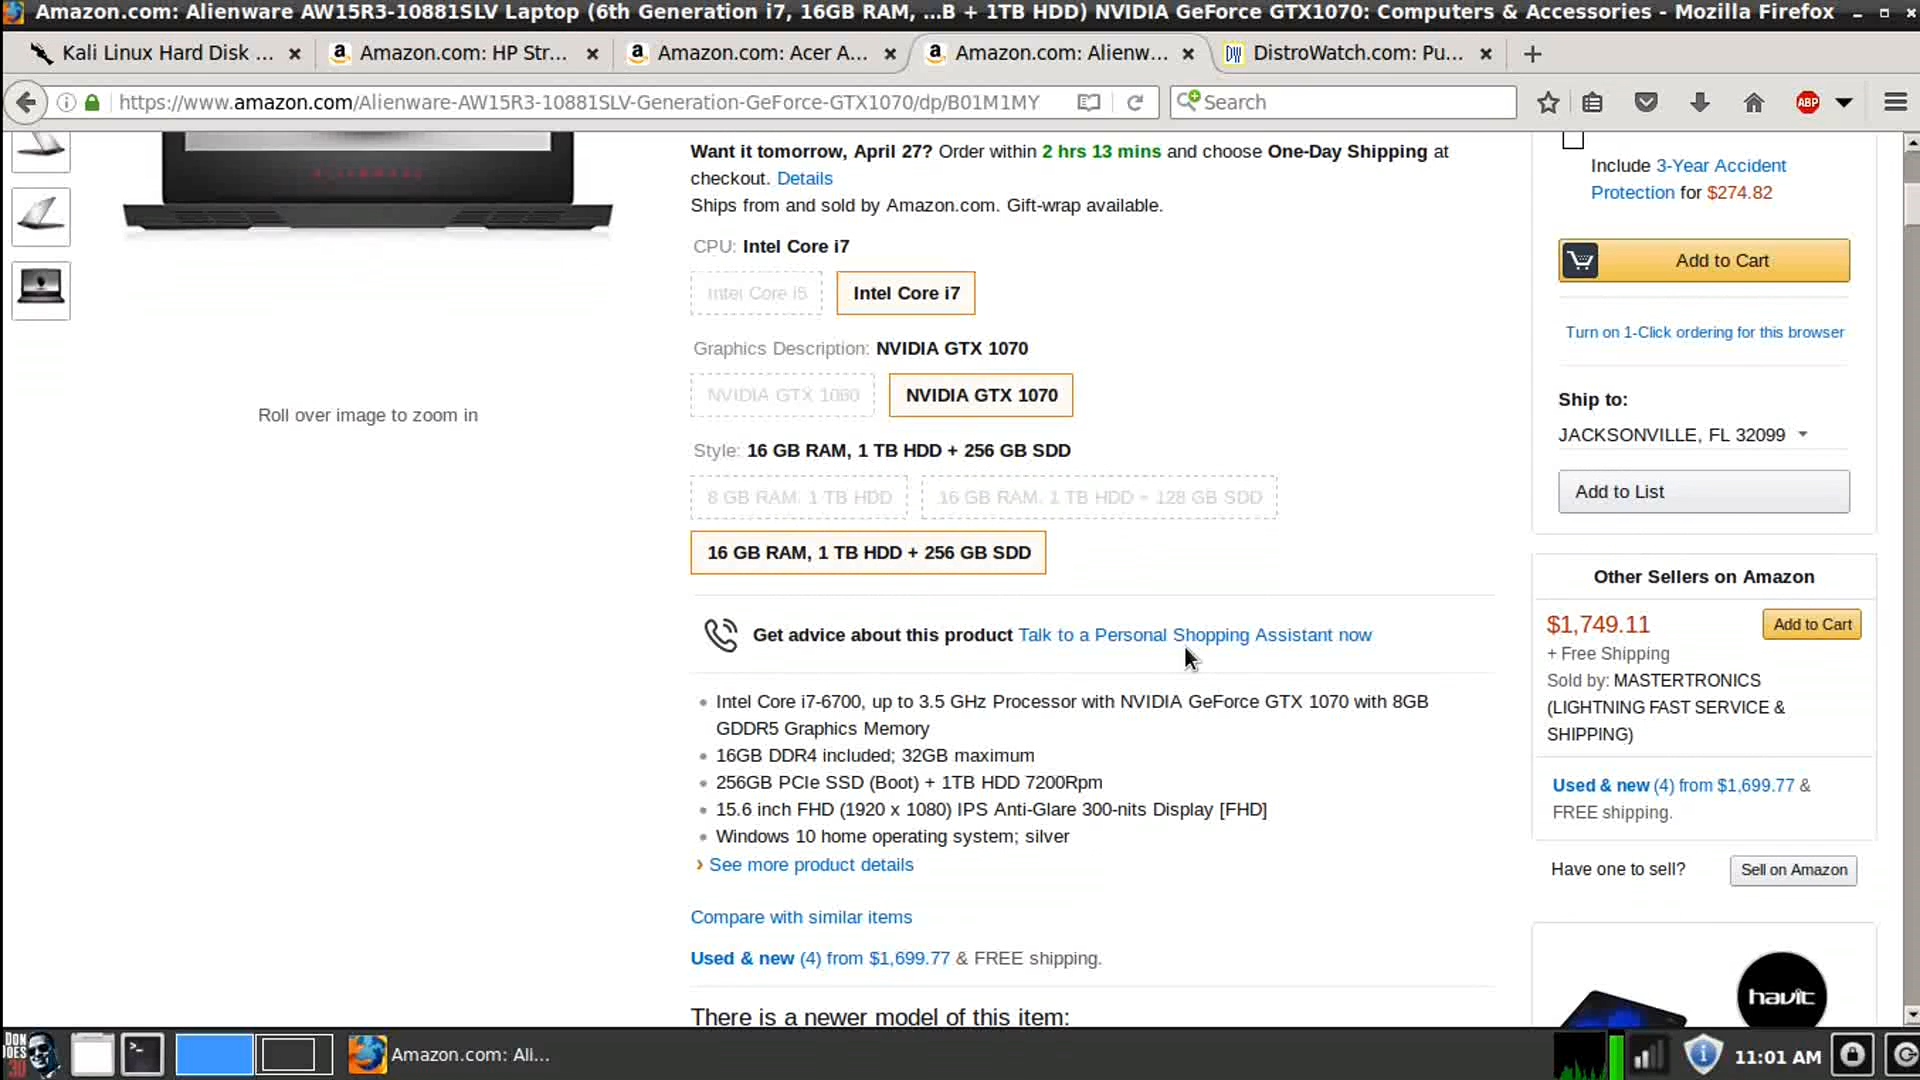 Amazon.com: Alienware AW15R3-10881SLV Laptop (6th Generation i7, 16GB RAM, ...B + 1TB HDD) NVIDIA GeForce GTX1070: Computers & Accessories - Mozilla Firefox
Kali Linux Hard Disk ...
Amazon.com: HP Str...
Amazon.com: Acer A...
Amazon.com: Alienw...
DistroWatch.com: Pu...
https://www.amazon.com/Alienware-AW15R3-10881SLV-Generation-GeForce-GTX1070/dp/B01M1MY
Search
ABP
ALIENWARE
Roll over image to zoom in
Want it tomorrow, April 27? Order within 2 hrs 13 mins and choose One-Day Shipping at
checkout. Details
Ships from and sold by Amazon.com. Gift-wrap available.
CPU: Intel Core i7
Intel Core i5
Intel Core i7
Graphics Description: NVIDIA GTX 1070
NVIDIA GTX 1060
NVIDIA GTX 1070
Style: 16 GB RAM, 1 TB HDD + 256 GB SDD
8 GB RAM, 1 TB HDD
16 GB RAM, 1 TB HDD + 128 GB SDD
16 GB RAM, 1 TB HDD + 256 GB SDD
Get advice about this product Talk to a Personal Shopping Assistant now
Intel Core i7-6700, up to 3.5 GHz Processor with NVIDIA GeForce GTX 1070 with 8GB
GDDR5 Graphics Memory
16GB DDR4 included; 32GB maximum
256GB PCIe SSD (Boot) + 1TB HDD 7200Rpm
15.6 inch FHD (1920 x 1080) IPS Anti-Glare 300-nits Display [FHD]
Windows 10 home operating system; silver
› See more product details
Compare with similar items
Used & new (4) from $1,699.77 & FREE shipping.
There is a newer model of this item:
Include 3-Year Accident
Protection for $274.82
Add to Cart
Turn on 1-Click ordering for this browser
Ship to:
JACKSONVILLE, FL 32099
Add to List
Other Sellers on Amazon
$1,749.11
Add to Cart
+ Free Shipping
Sold by: MASTERTRONICS
(LIGHTNING FAST SERVICE &
SHIPPING)
Used & new (4) from $1,699.77 &
FREE shipping.
Have one to sell?
Sell on Amazon
havit
DON
DOES
30
Amazon.com: Ali...
11:01 AM